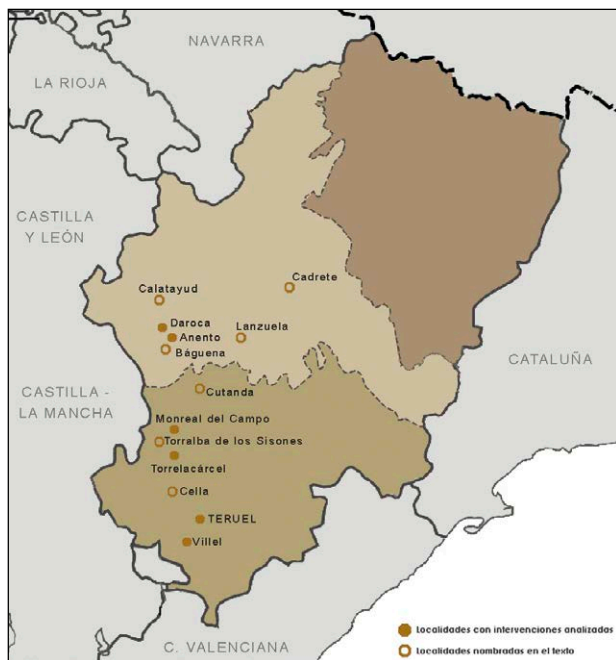 NAVARRA
LA RIOJA
CASTILLA
Y LEÓN
Cadrete
Calatayud
Daroca
Anento
Lanzuela
Báguena
CATALUÑA
CASTILLA -
LA MANCHA
Cutanda
Monreal del Campo
Torralba de los Sisones
Torrelacárcel
Cella
TERUEL
Villel
C. VALENCIANA
Localidades con intervenciones analizadas
Localidades nombradas en el texto